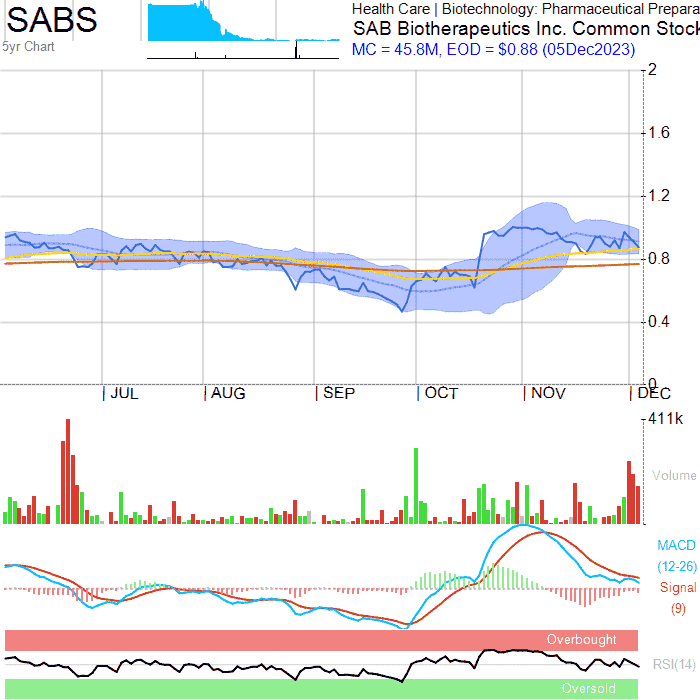 SABS
5yr Chart
Health Care | Biotechnology: Pharmaceutical Prepara
SAB Biotherapeutics Inc. Common Stock
MC = 45.8M, EOD = $0.88 (05Dec2023)
2
1.6
1.2
0.8
0.4
0
JUL AUG SEP OCT NOV DEC
411k
Volume
MACD
(12-26)
Signal
(9)
Overbought
RSI(14)
Oversold